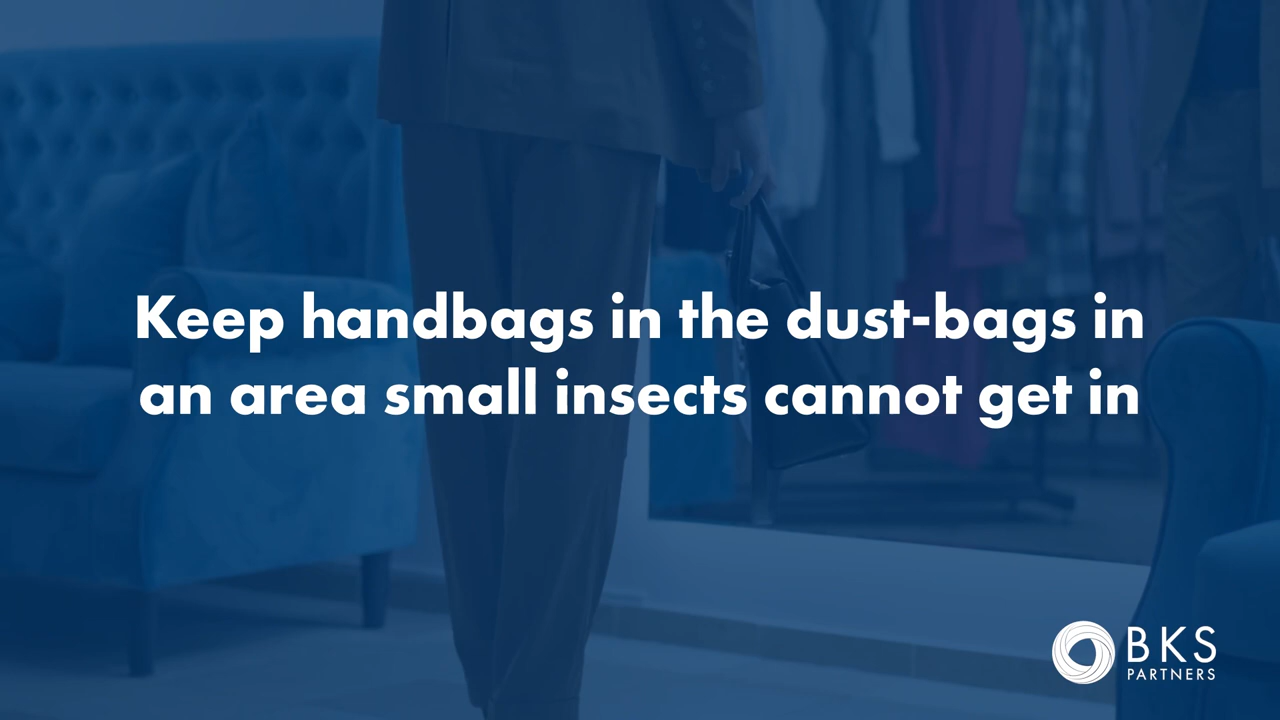 Keep handbags in the dust-bags in
an area small insects cannot get in
BKS
PARTNERS